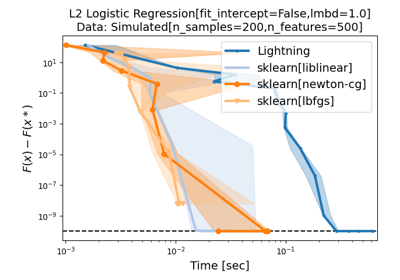 L2 Logistic Regression[fit_intercept=False,lmbd=1.0]
Data: Simulated[n_samples=200,n_features=500]
Lightning
sklearn[liblinear]
sklearn[newton-cg]
sklearn[lbfgs]
F(x) − F(x*)
10¹
10⁻¹
10⁻³
10⁻⁵
10⁻⁷
10⁻⁹
10⁻³
10⁻²
10⁻¹
Time [sec]